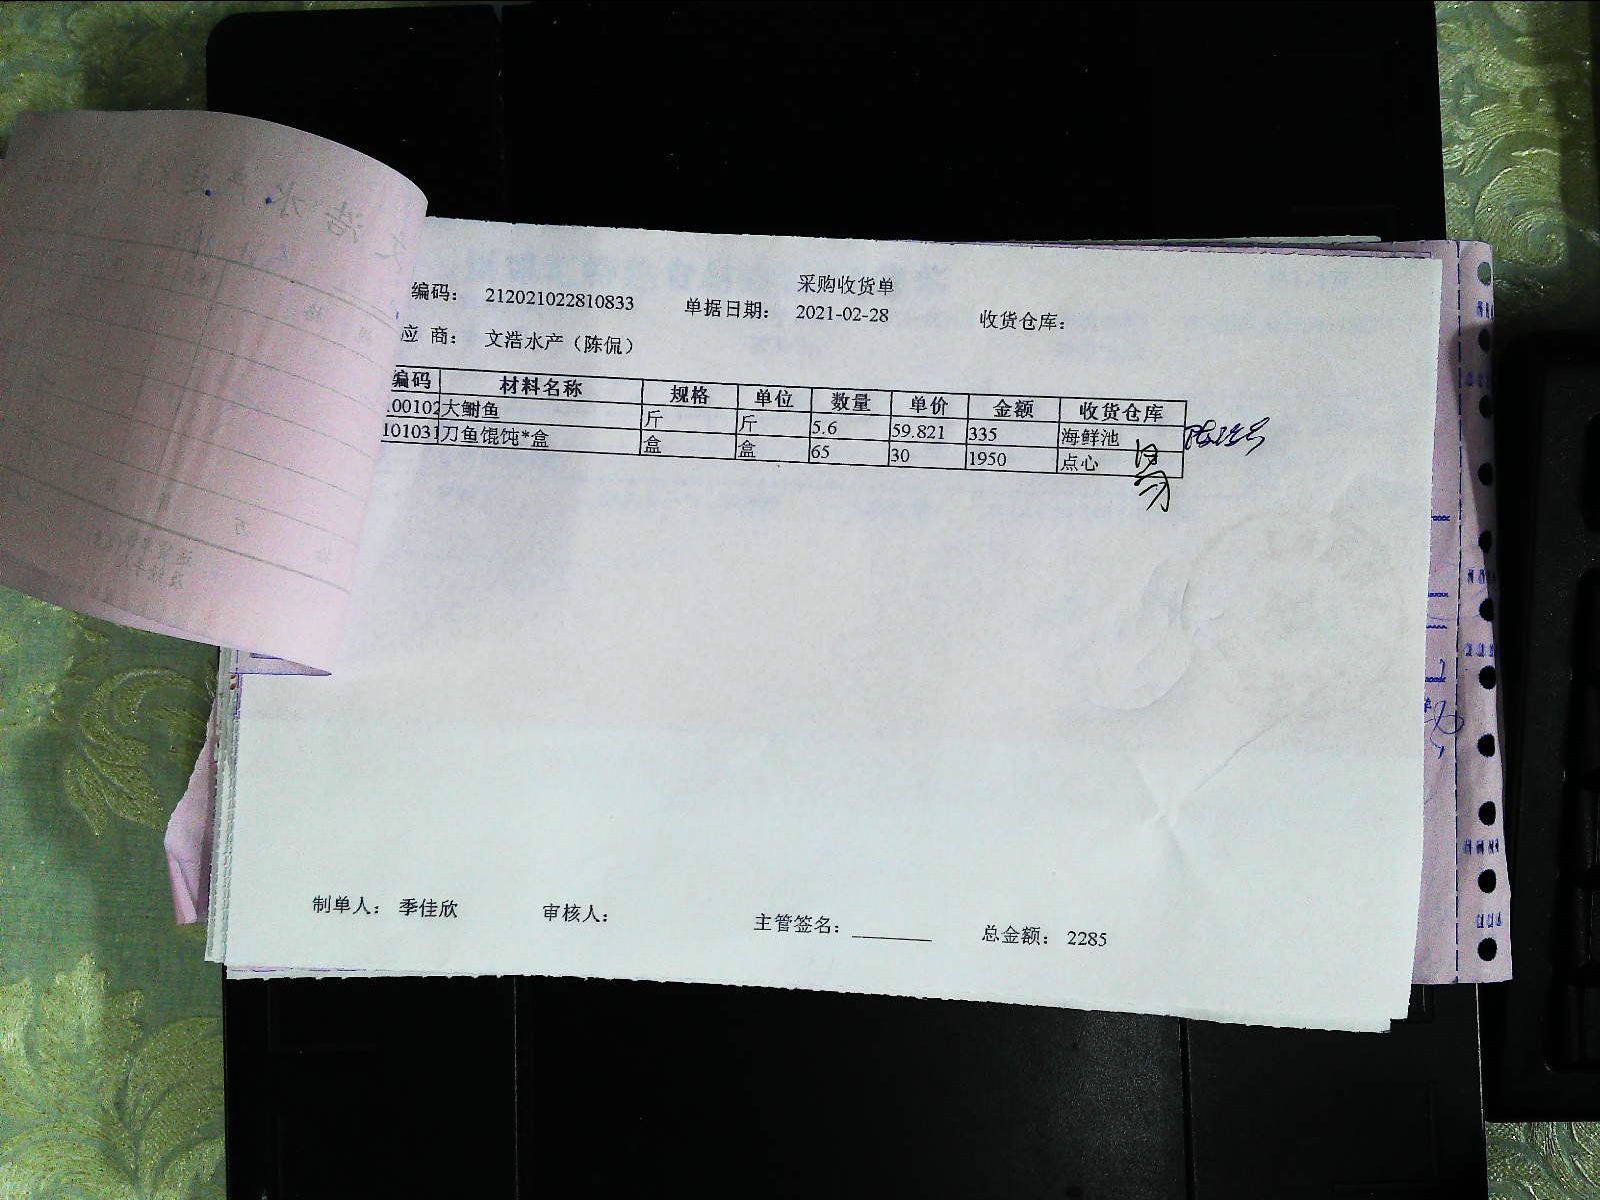 采购收货单
编码： 212021022810833 单据日期： 2021-02-28 收货仓库：
应 商： 文浩水产（陈侃）
编码 材料名称 规格 单位 数量 单价 金额 收货仓库
00102 大鲥鱼 斤 斤 5.6 59.821 335 海鲜池
101031 刀鱼馄饨*盒 盒 盒 65 30 1950 点心
制单人： 季佳欣 审核人： 主管签名： 总金额： 2285